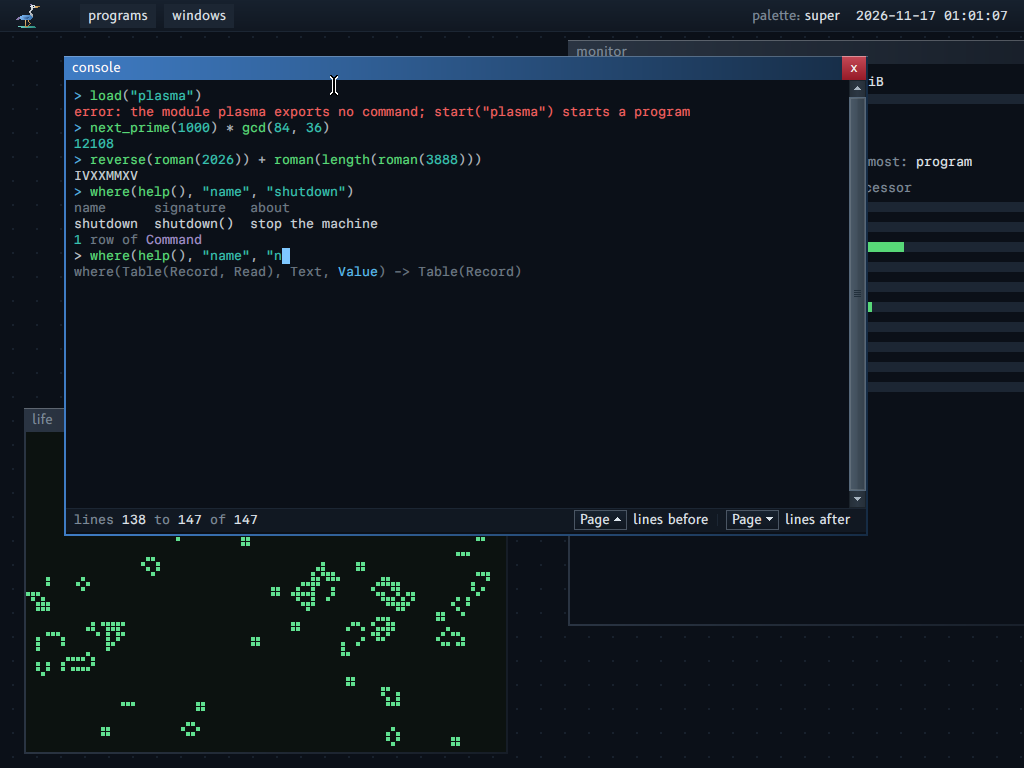 programs windows palette: super 2026-11-17 01:01:07
monitor
console x
iB
> load("plasma")
error: the module plasma exports no command; start("plasma") starts a program
> next_prime(1000) * gcd(84, 36)
12108
> reverse(roman(2026)) + roman(length(roman(3888)))
most: program
IVXXMMXV
cessor
> where(help(), "name", "shutdown")
name signature about
shutdown shutdown() stop the machine
1 row of Command
> where(help(), "name", "n
where(Table(Record, Read), Text, Value) -> Table(Record)
life
lines 138 to 147 of 147 Page lines before Page lines after